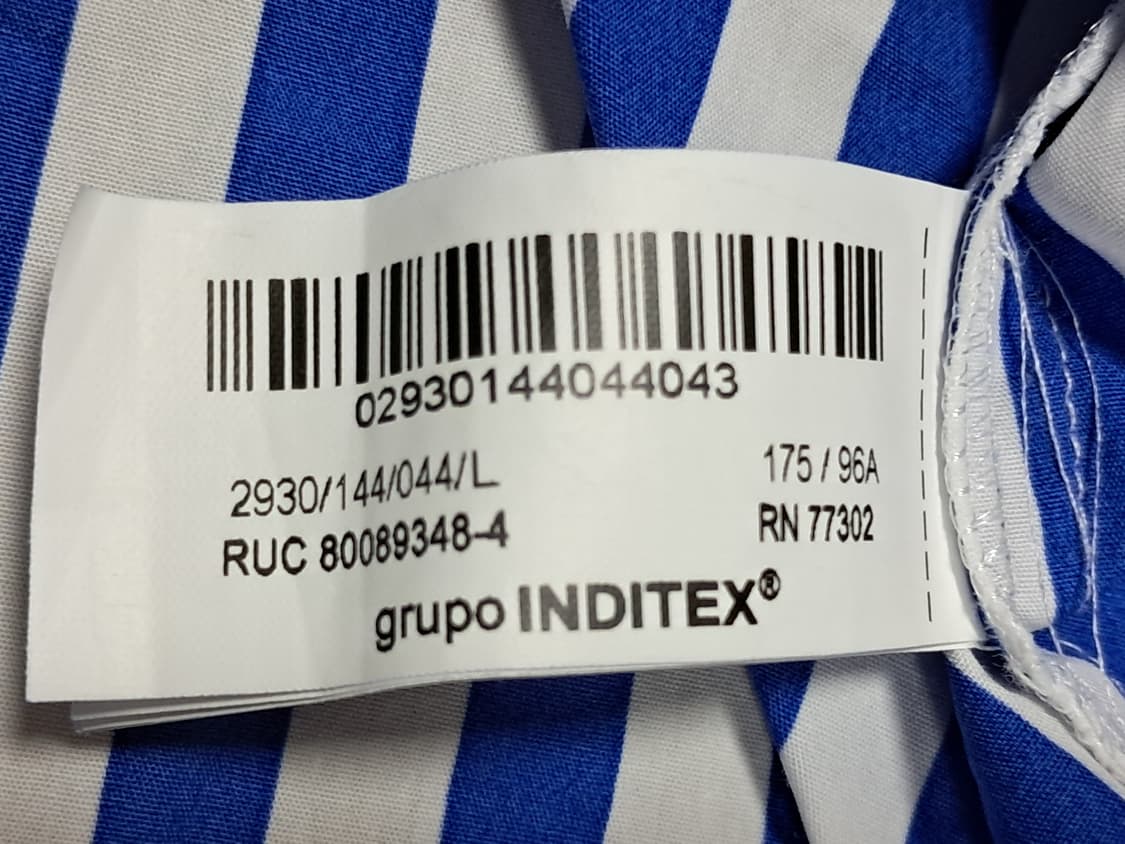 02930144044043
2930/144/044/L 175 / 96A
RUC 80089348-4 RN 77302
grupo INDITEX®